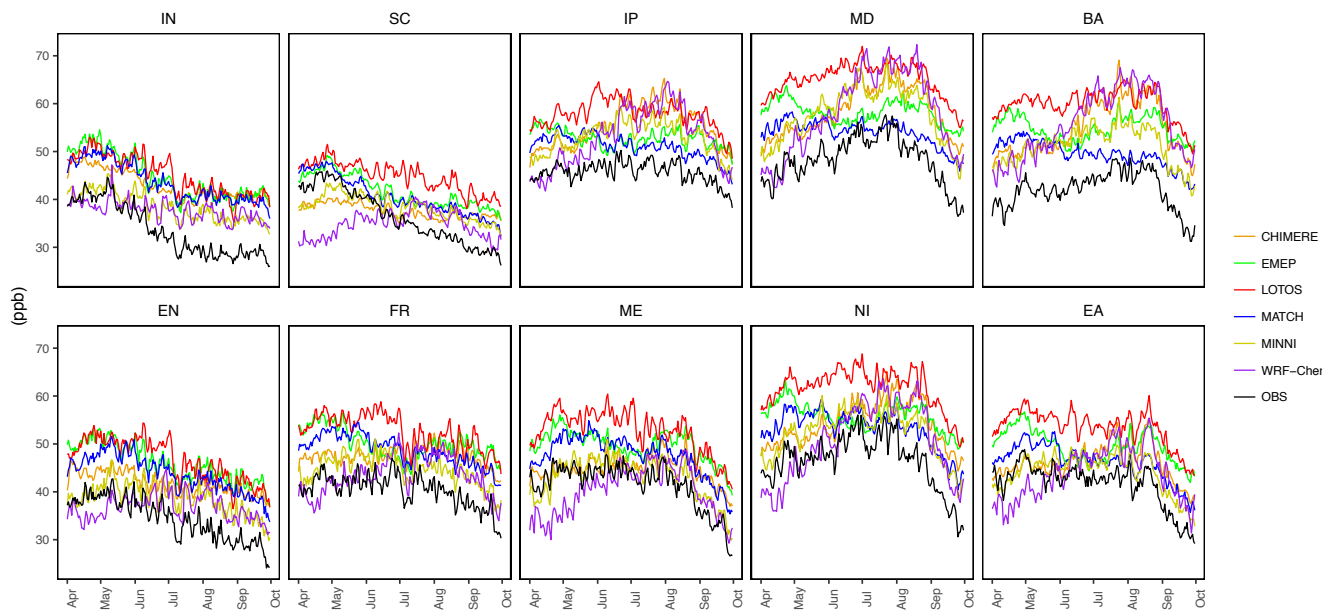 IN SC IP MD BA
70
60
50
40
30
(ppb)
EN FR ME NI EA
70
60
50
40
30
Apr May Jun Jul Aug Sep Oct Apr May Jun Jul Aug Sep Oct Apr May Jun Jul Aug Sep Oct Apr May Jun Jul Aug Sep Oct Apr May Jun Jul Aug Sep Oct
CHIMERE
EMEP
LOTOS
MATCH
MINNI
WRF−Cher
OBS